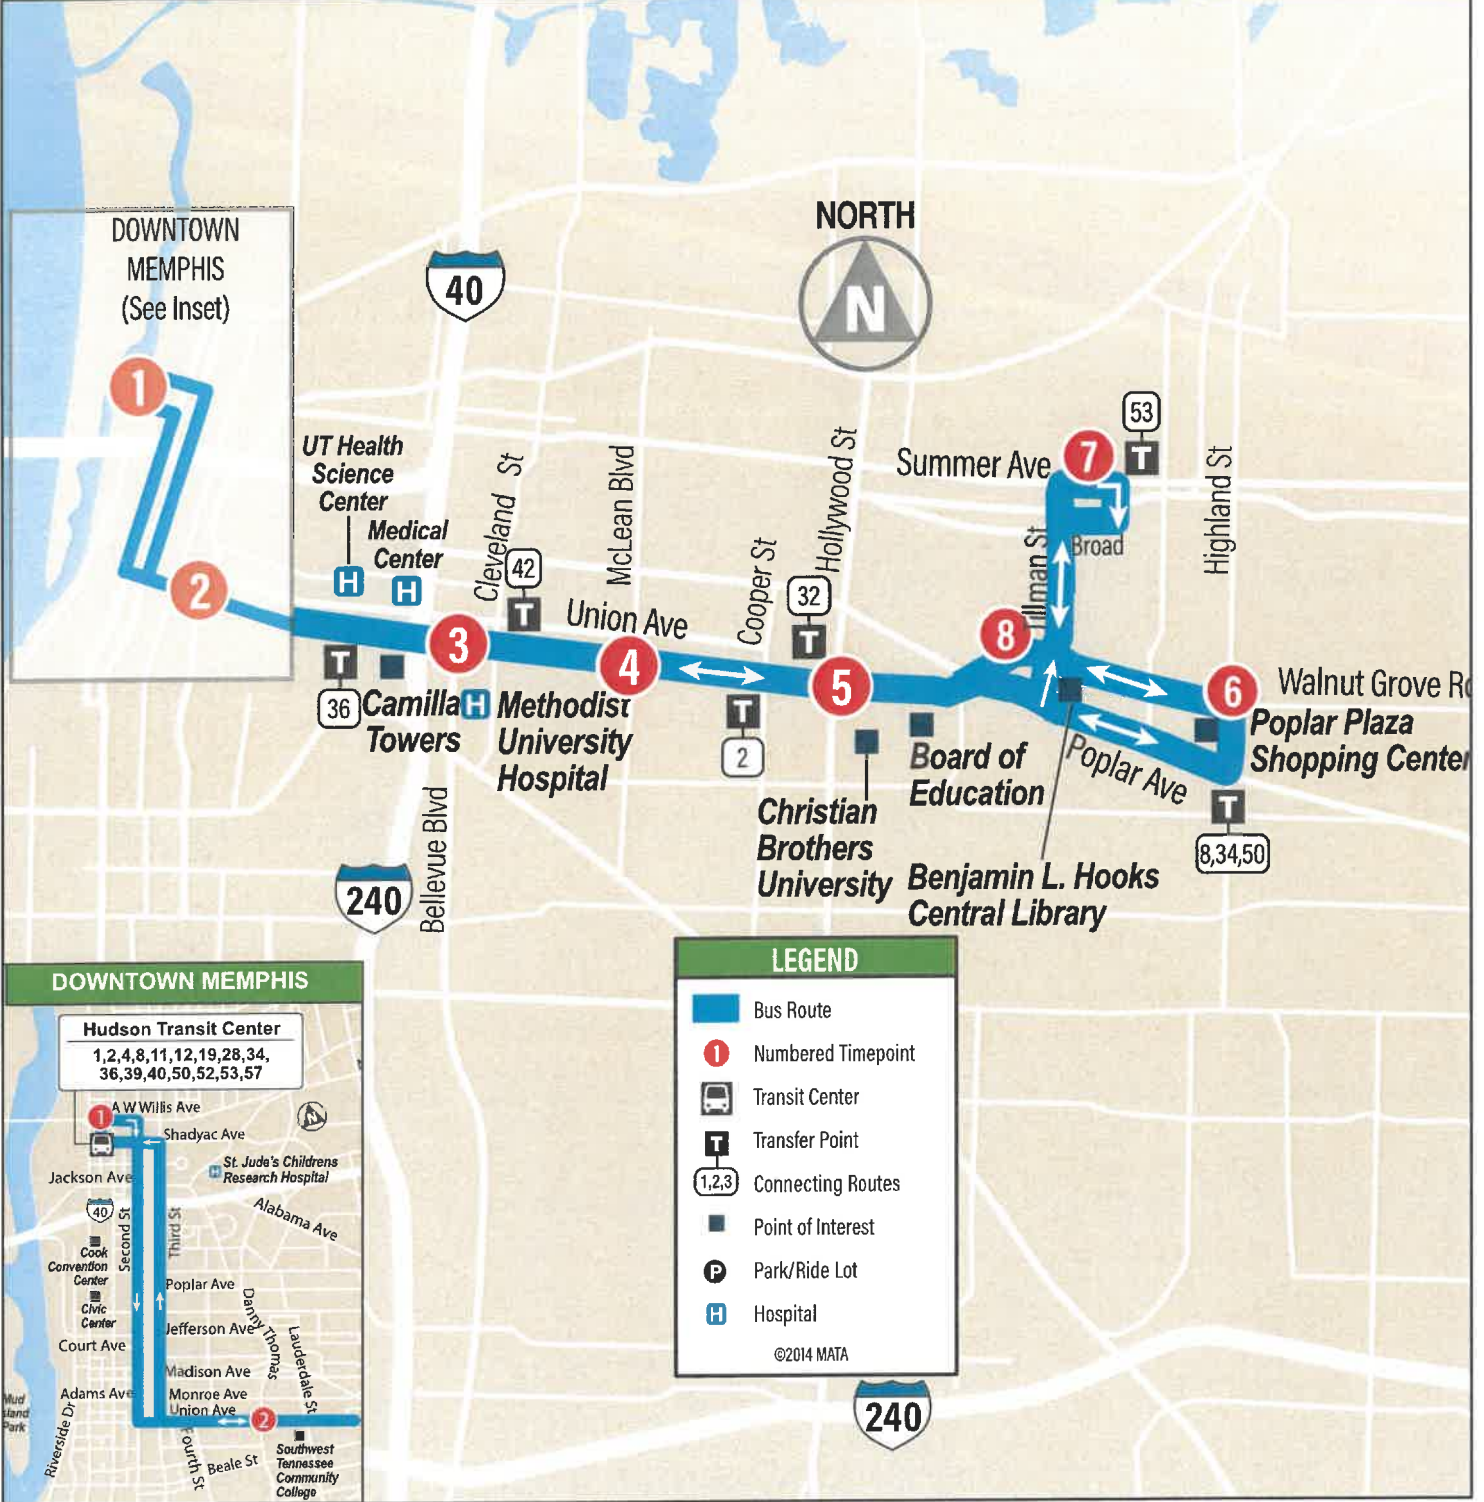 DOWNTOWN
MEMPHIS
(See Inset)
1
2
40
NORTH
N
UT Health
Science
Center
H
Medical
Center
H
Cleveland St
42
T
McLean Blvd
Union Ave
Cooper St
32
T
Hollywood St
Summer Ave
7
53
T
Broad
Tillman St
Highland St
3
4
5
8
6
Walnut Grove Rd
Poplar Plaza
Shopping Center
T
36
Camilla
Towers
H
Methodist
University
Hospital
T
2
Board of
Education
Christian
Brothers
University
Poplar Ave
T
8,34,50
Benjamin L. Hooks
Central Library
Bellevue Blvd
240
DOWNTOWN MEMPHIS
Hudson Transit Center
1,2,4,8,11,12,19,28,34,
36,39,40,50,52,53,57
1
A W Willis Ave
N
Shadyac Ave
Jackson Ave
H
St. Jude's Childrens
Research Hospital
40
Second St
Third St
Alabama Ave
Cook
Convention
Center
Civic
Center
Poplar Ave
Danny Thomas
Jefferson Ave
Lauderdale St
Court Ave
Madison Ave
Adams Ave
Monroe Ave
Union Ave
2
Mud
sland
Park
Riverside Dr
Fourth St
Beale St
Southwest
Tennessee
Community
College
LEGEND
Bus Route
1 Numbered Timepoint
Transit Center
T Transfer Point
1,2,3 Connecting Routes
Point of Interest
P Park/Ride Lot
H Hospital
©2014 MATA
240